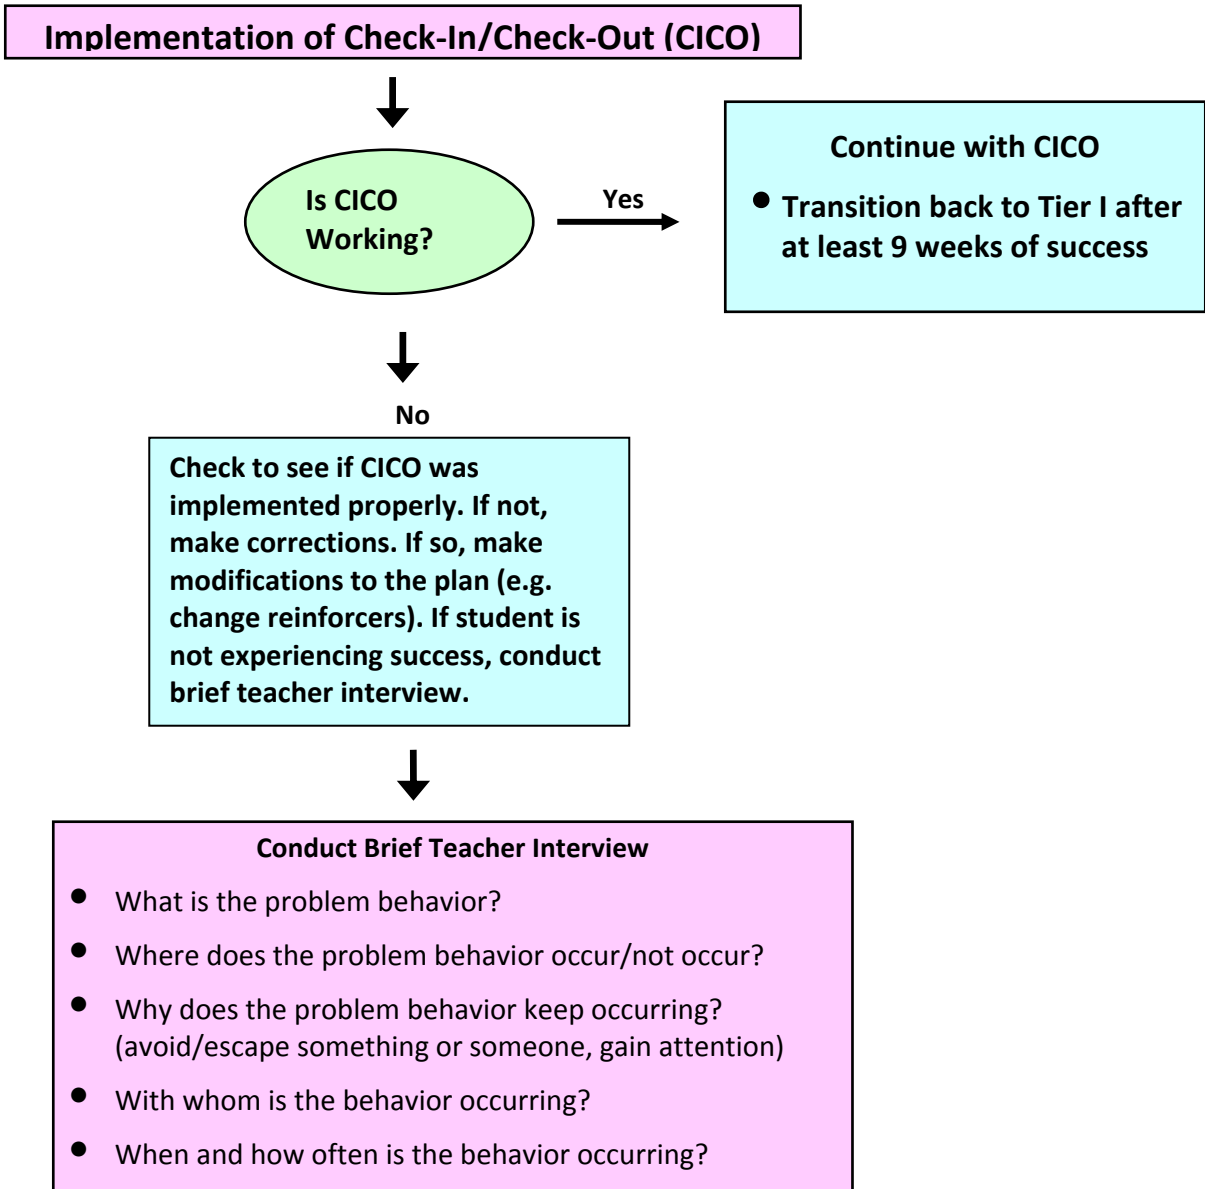 Implementation of Check-In/Check-Out (CICO)
Is CICO
Working?
Yes
Continue with CICO
● Transition back to Tier I after
at least 9 weeks of success
No
Check to see if CICO was
implemented properly. If not,
make corrections. If so, make
modifications to the plan (e.g.
change reinforcers). If student is
not experiencing success, conduct
brief teacher interview.
Conduct Brief Teacher Interview
● What is the problem behavior?
● Where does the problem behavior occur/not occur?
● Why does the problem behavior keep occurring?
(avoid/escape something or someone, gain attention)
● With whom is the behavior occurring?
● When and how often is the behavior occurring?